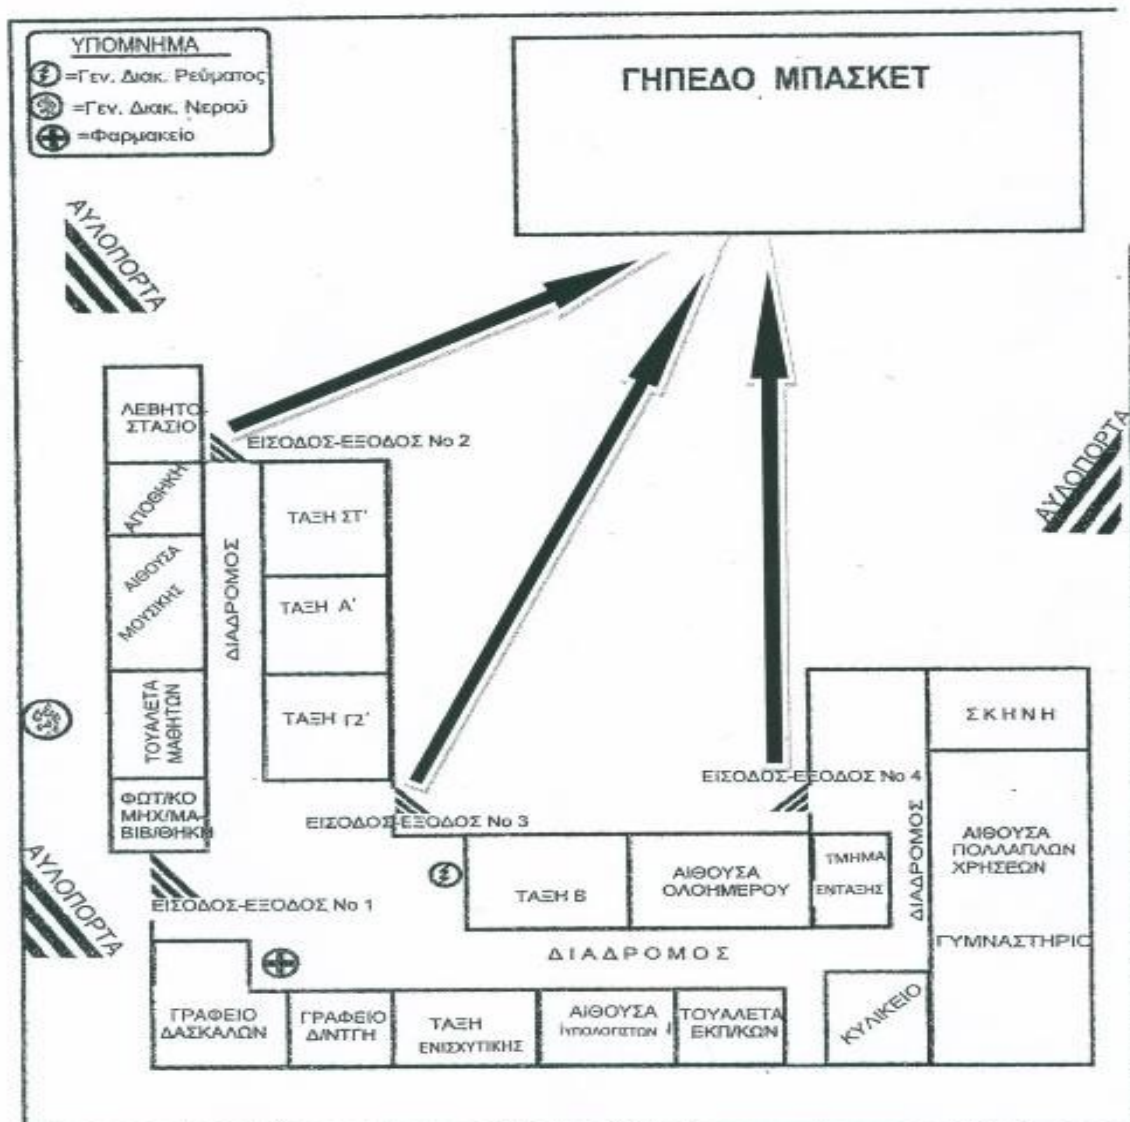 ΥΠΟΜΝΗΜΑ
=Γεν. Διακ. Ρεύματος
=Γεν. Διακ. Νερού
=Φαρμακείο
ΓΗΠΕΔΟ ΜΠΑΣΚΕΤ
ΑΥΛΟΠΟΡΤΑ
ΛΕΒΗΤΟ-
ΣΤΑΣΙΟ
ΕΙΣΟΔΟΣ-ΕΞΟΔΟΣ Νο 2
ΑΥΛΟΠΟΡΤΑ
ΑΠΟΘΗΚΗ
ΤΑΞΗ ΣΤ'
ΑΙΘΟΥΣΑ
ΜΟΥΣΙΚΗΣ
ΔΙΑΔΡΟΜΟΣ
ΤΑΞΗ Α'
ΤΟΥΑΛΕΤΑ
ΜΑΘΗΤΩΝ
ΤΑΞΗ Γ2'
ΣΚΗΝΗ
ΕΙΣΟΔΟΣ-ΕΞΟΔΟΣ Νο 4
ΦΩΤ/ΚΟ
ΜΗΧ/ΜΑ-
ΒΙΒ/ΘΗΚΗ
ΕΙΣΟΔΟΣ-ΕΞΟΔΟΣ Νο 3
ΑΙΘΟΥΣΑ
ΠΟΛΛΑΠΛΩΝ
ΧΡΗΣΕΩΝ
ΔΙΑΔΡΟΜΟΣ
ΑΥΛΟΠΟΡΤΑ
ΕΙΣΟΔΟΣ-ΕΞΟΔΟΣ Νο 1
ΤΑΞΗ Β
ΑΙΘΟΥΣΑ
ΟΛΟΗΜΕΡΟΥ
ΤΜΗΜΑ
ΕΝΤΑΞΗΣ
ΓΥΜΝΑΣΤΗΡΙΟ
ΔΙΑΔΡΟΜΟΣ
ΓΡΑΦΕΙΟ
ΔΑΣΚΑΛΩΝ
ΓΡΑΦΕΙΟ
Δ/ΝΤΓΗ
ΤΑΞΗ
ΕΝΙΣΧΥΤΙΚΗΣ
ΑΙΘΟΥΣΑ
ΤΟΥΑΛΕΤΑ
ΕΚΠ/ΚΩΝ
ΚΥΛΙΚΕΙΟ